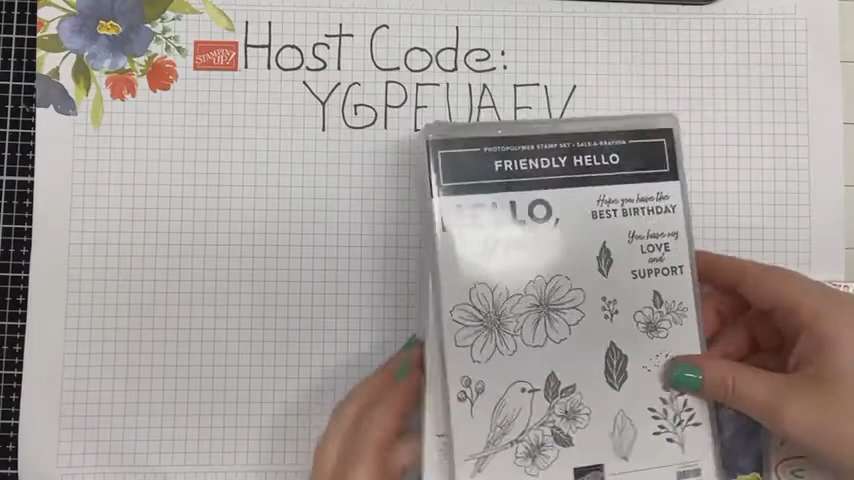 STAMPIN' UP!
Host Code:
PHOTOPOLYMER STAMP SET • SALE-A-BRATION
FRIENDLY HELLO
HELLO,
Hope you have the
BEST BIRTHDAY
You have my
LOVE
and
SUPPORT